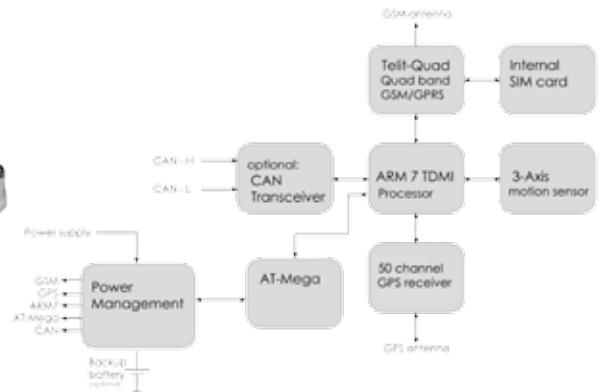 GSM antenna
Telit-Quad
Quad band
GSM/GPRS
Internal
SIM card
CAN-H
CAN-L
optional:
CAN
Transceiver
ARM 7 TDMI
Processor
3-Axis
motion sensor
Power supply
GSM
GPS
ARM7
AT-Mega
CAN
Power
Management
AT-Mega
50 channel
GPS receiver
Backup
battery
GPS antenna